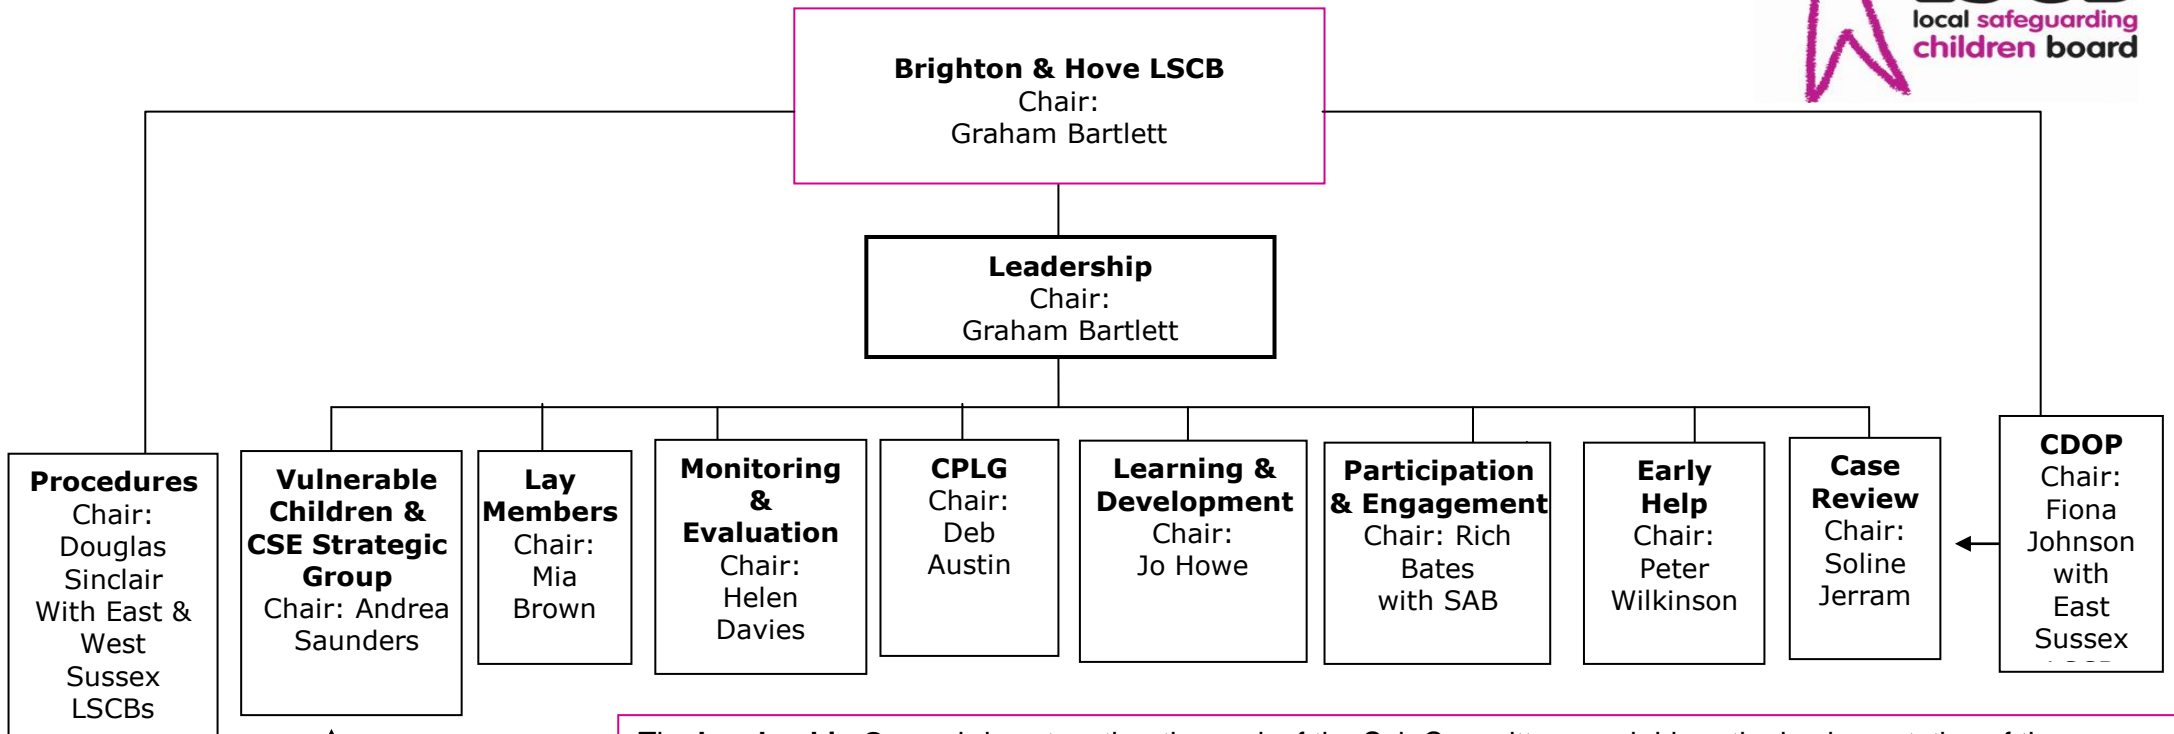 local safeguarding
children board
Brighton & Hove LSCB
Chair:
Graham Bartlett
Leadership
Chair:
Graham Bartlett
Procedures
Chair:
Douglas
Sinclair
With East &
West
Sussex
LSCBs
Vulnerable
Children &
CSE Strategic
Group
Chair: Andrea
Saunders
Lay
Members
Chair:
Mia
Brown
Monitoring
&
Evaluation
Chair:
Helen
Davies
CPLG
Chair:
Deb
Austin
Learning &
Development
Chair:
Jo Howe
Participation
& Engagement
Chair: Rich
Bates
with SAB
Early
Help
Chair:
Peter
Wilkinson
Case
Review
Chair:
Soline
Jerram
CDOP
Chair:
Fiona
Johnson
with
East
Sussex